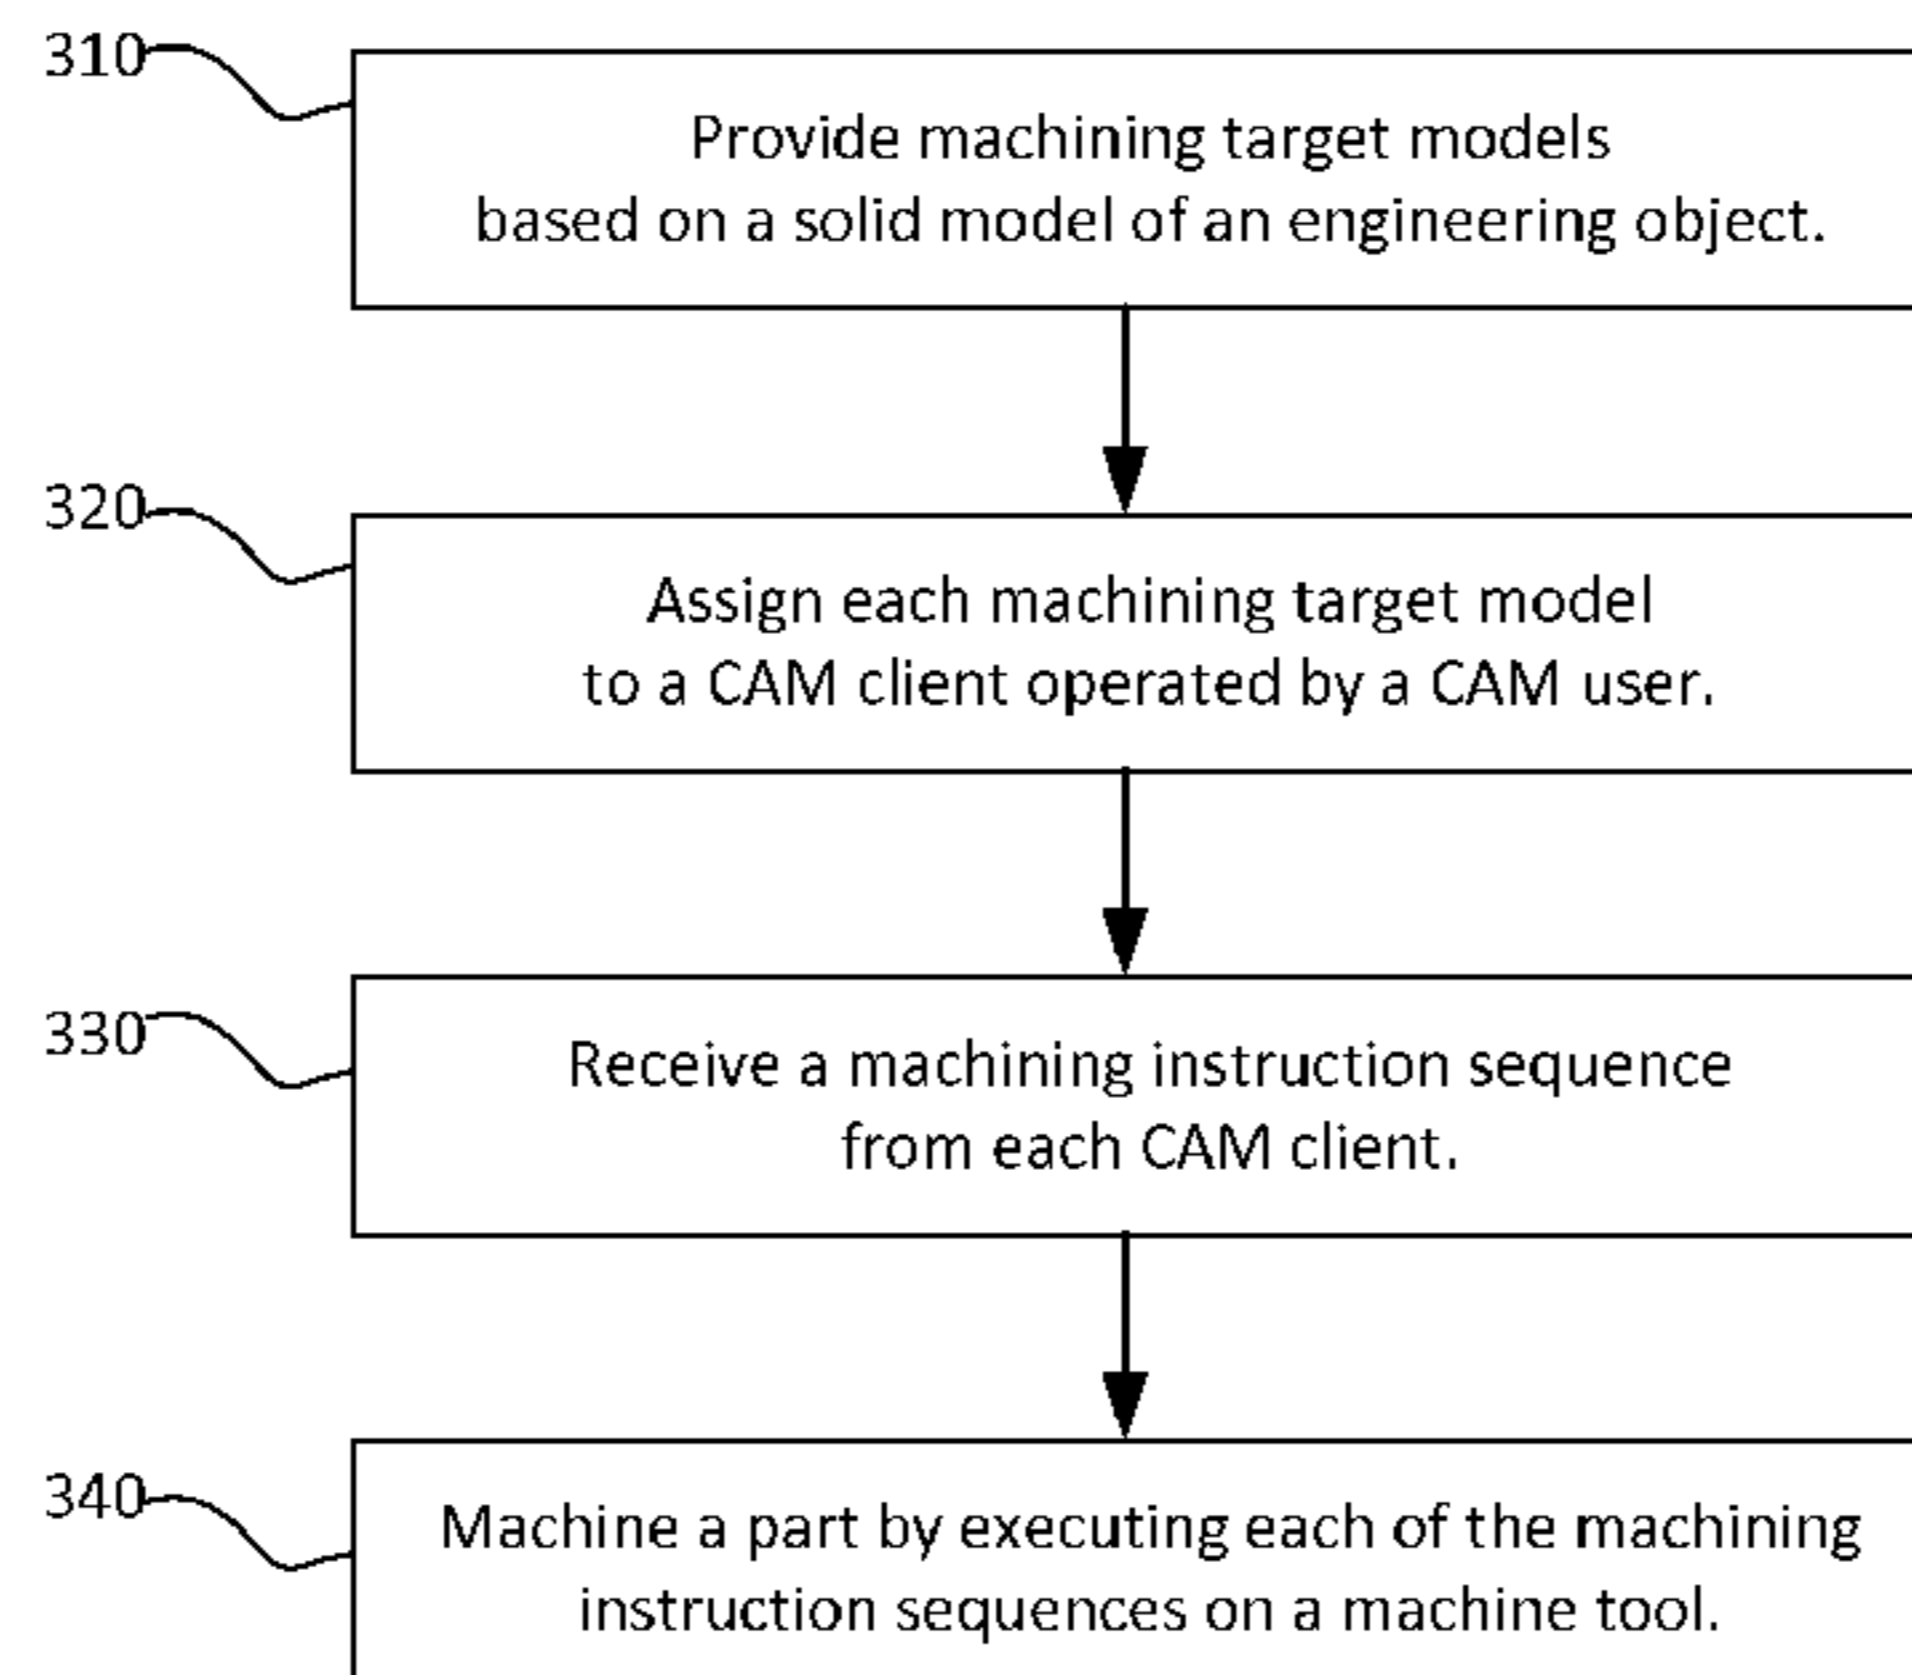 310
Provide machining target models
based on a solid model of an engineering object.
320
Assign each machining target model
to a CAM client operated by a CAM user.
330
Receive a machining instruction sequence
from each CAM client.
340
Machine a part by executing each of the machining
instruction sequences on a machine tool.